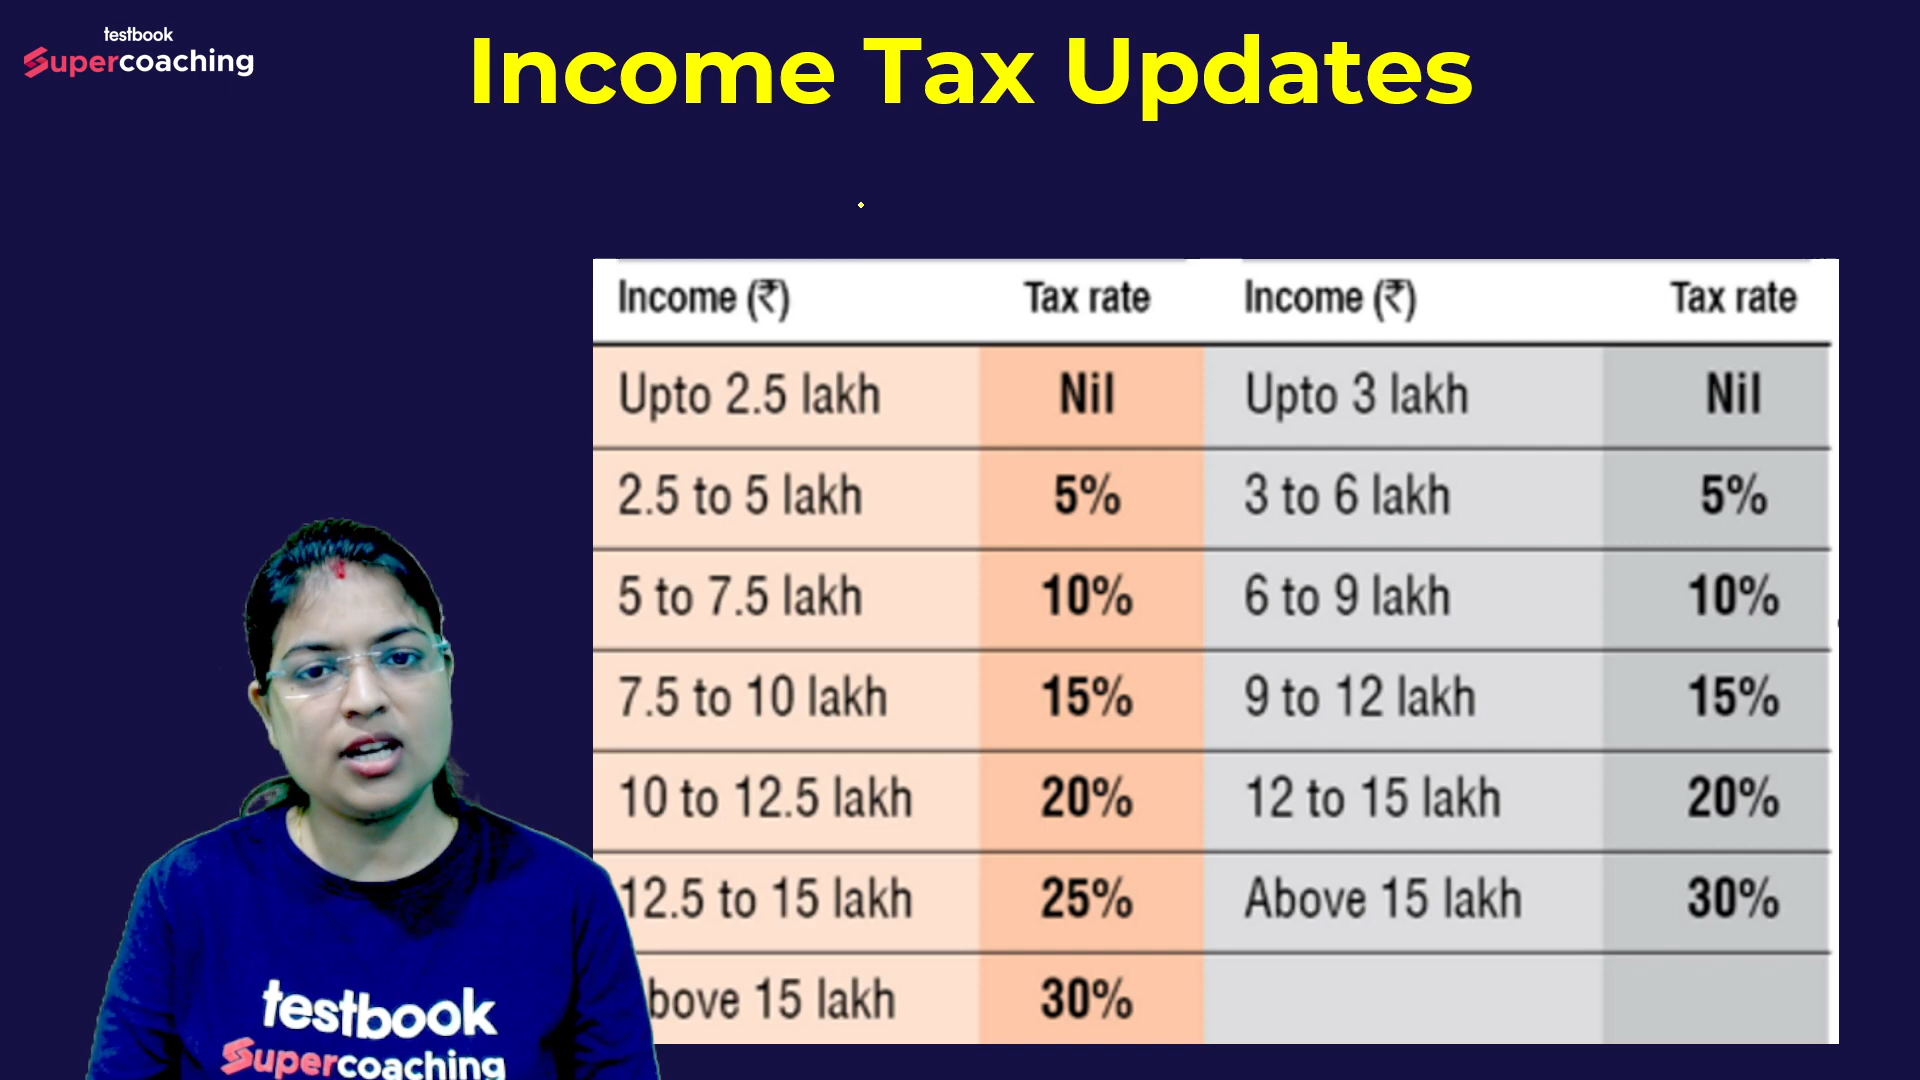 testbook
Supercoaching
Income Tax Updates
Income (₹) Tax rate Income (₹) Tax rate
Upto 2.5 lakh Nil Upto 3 lakh Nil
2.5 to 5 lakh 5% 3 to 6 lakh 5%
5 to 7.5 lakh 10% 6 to 9 lakh 10%
7.5 to 10 lakh 15% 9 to 12 lakh 15%
10 to 12.5 lakh 20% 12 to 15 lakh 20%
12.5 to 15 lakh 25% Above 15 lakh 30%
bove 15 lakh 30%
testbook
Supercoaching